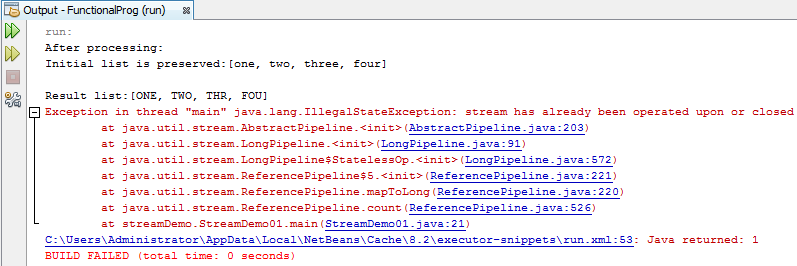 Output - FunctionalProg (run)
run:
After processing:
Initial list is preserved:[one, two, three, four]
Result list:[ONE, TWO, THR, FOU]
Exception in thread "main" java.lang.IllegalStateException: stream has already been operated upon or closed
at java.util.stream.AbstractPipeline.<init>(AbstractPipeline.java:203)
at java.util.stream.LongPipeline.<init>(LongPipeline.java:91)
at java.util.stream.LongPipeline$StatelessOp.<init>(LongPipeline.java:572)
at java.util.stream.ReferencePipeline$5.<init>(ReferencePipeline.java:221)
at java.util.stream.ReferencePipeline.mapToLong(ReferencePipeline.java:220)
at java.util.stream.ReferencePipeline.count(ReferencePipeline.java:526)
at streamDemo.StreamDemo01.main(StreamDemo01.java:21)
C:\Users\Administrator\AppData\Local\NetBeans\Cache\8.2\executor-snippets\run.xml:53: Java returned: 1
BUILD FAILED (total time: 0 seconds)